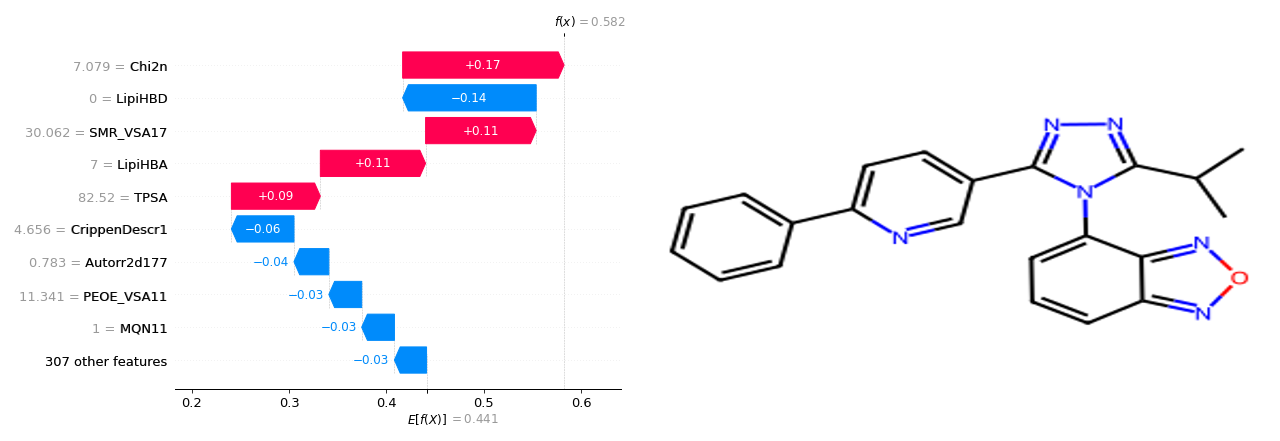 f(x) = 0.582
7.079 = Chi2n
+0.17
0 = LipiHBD
−0.14
30.062 = SMR_VSA17
+0.11
7 = LipiHBA
+0.11
82.52 = TPSA
+0.09
4.656 = CrippenDescr1
−0.06
0.783 = Autorr2d177
−0.04
11.341 = PEOE_VSA11
−0.03
1 = MQN11
−0.03
307 other features
−0.03
0.2 0.3 0.4 0.5 0.6
E[f(X)] = 0.441
N N
N
N
N
O
N